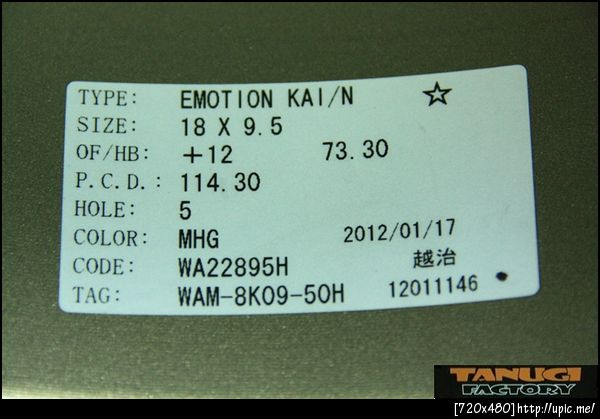 TYPE: EMOTION KAI/N ☆
SIZE: 18 X 9.5
OF/HB: +12 73.30
P.C.D.: 114.30
HOLE: 5
COLOR: MHG 2012/01/17
CODE: WA22895H 越治
TAG: WAM-8K09-50H 12011146
TANUGI
FACTORY
[720x480]http://upic.me/